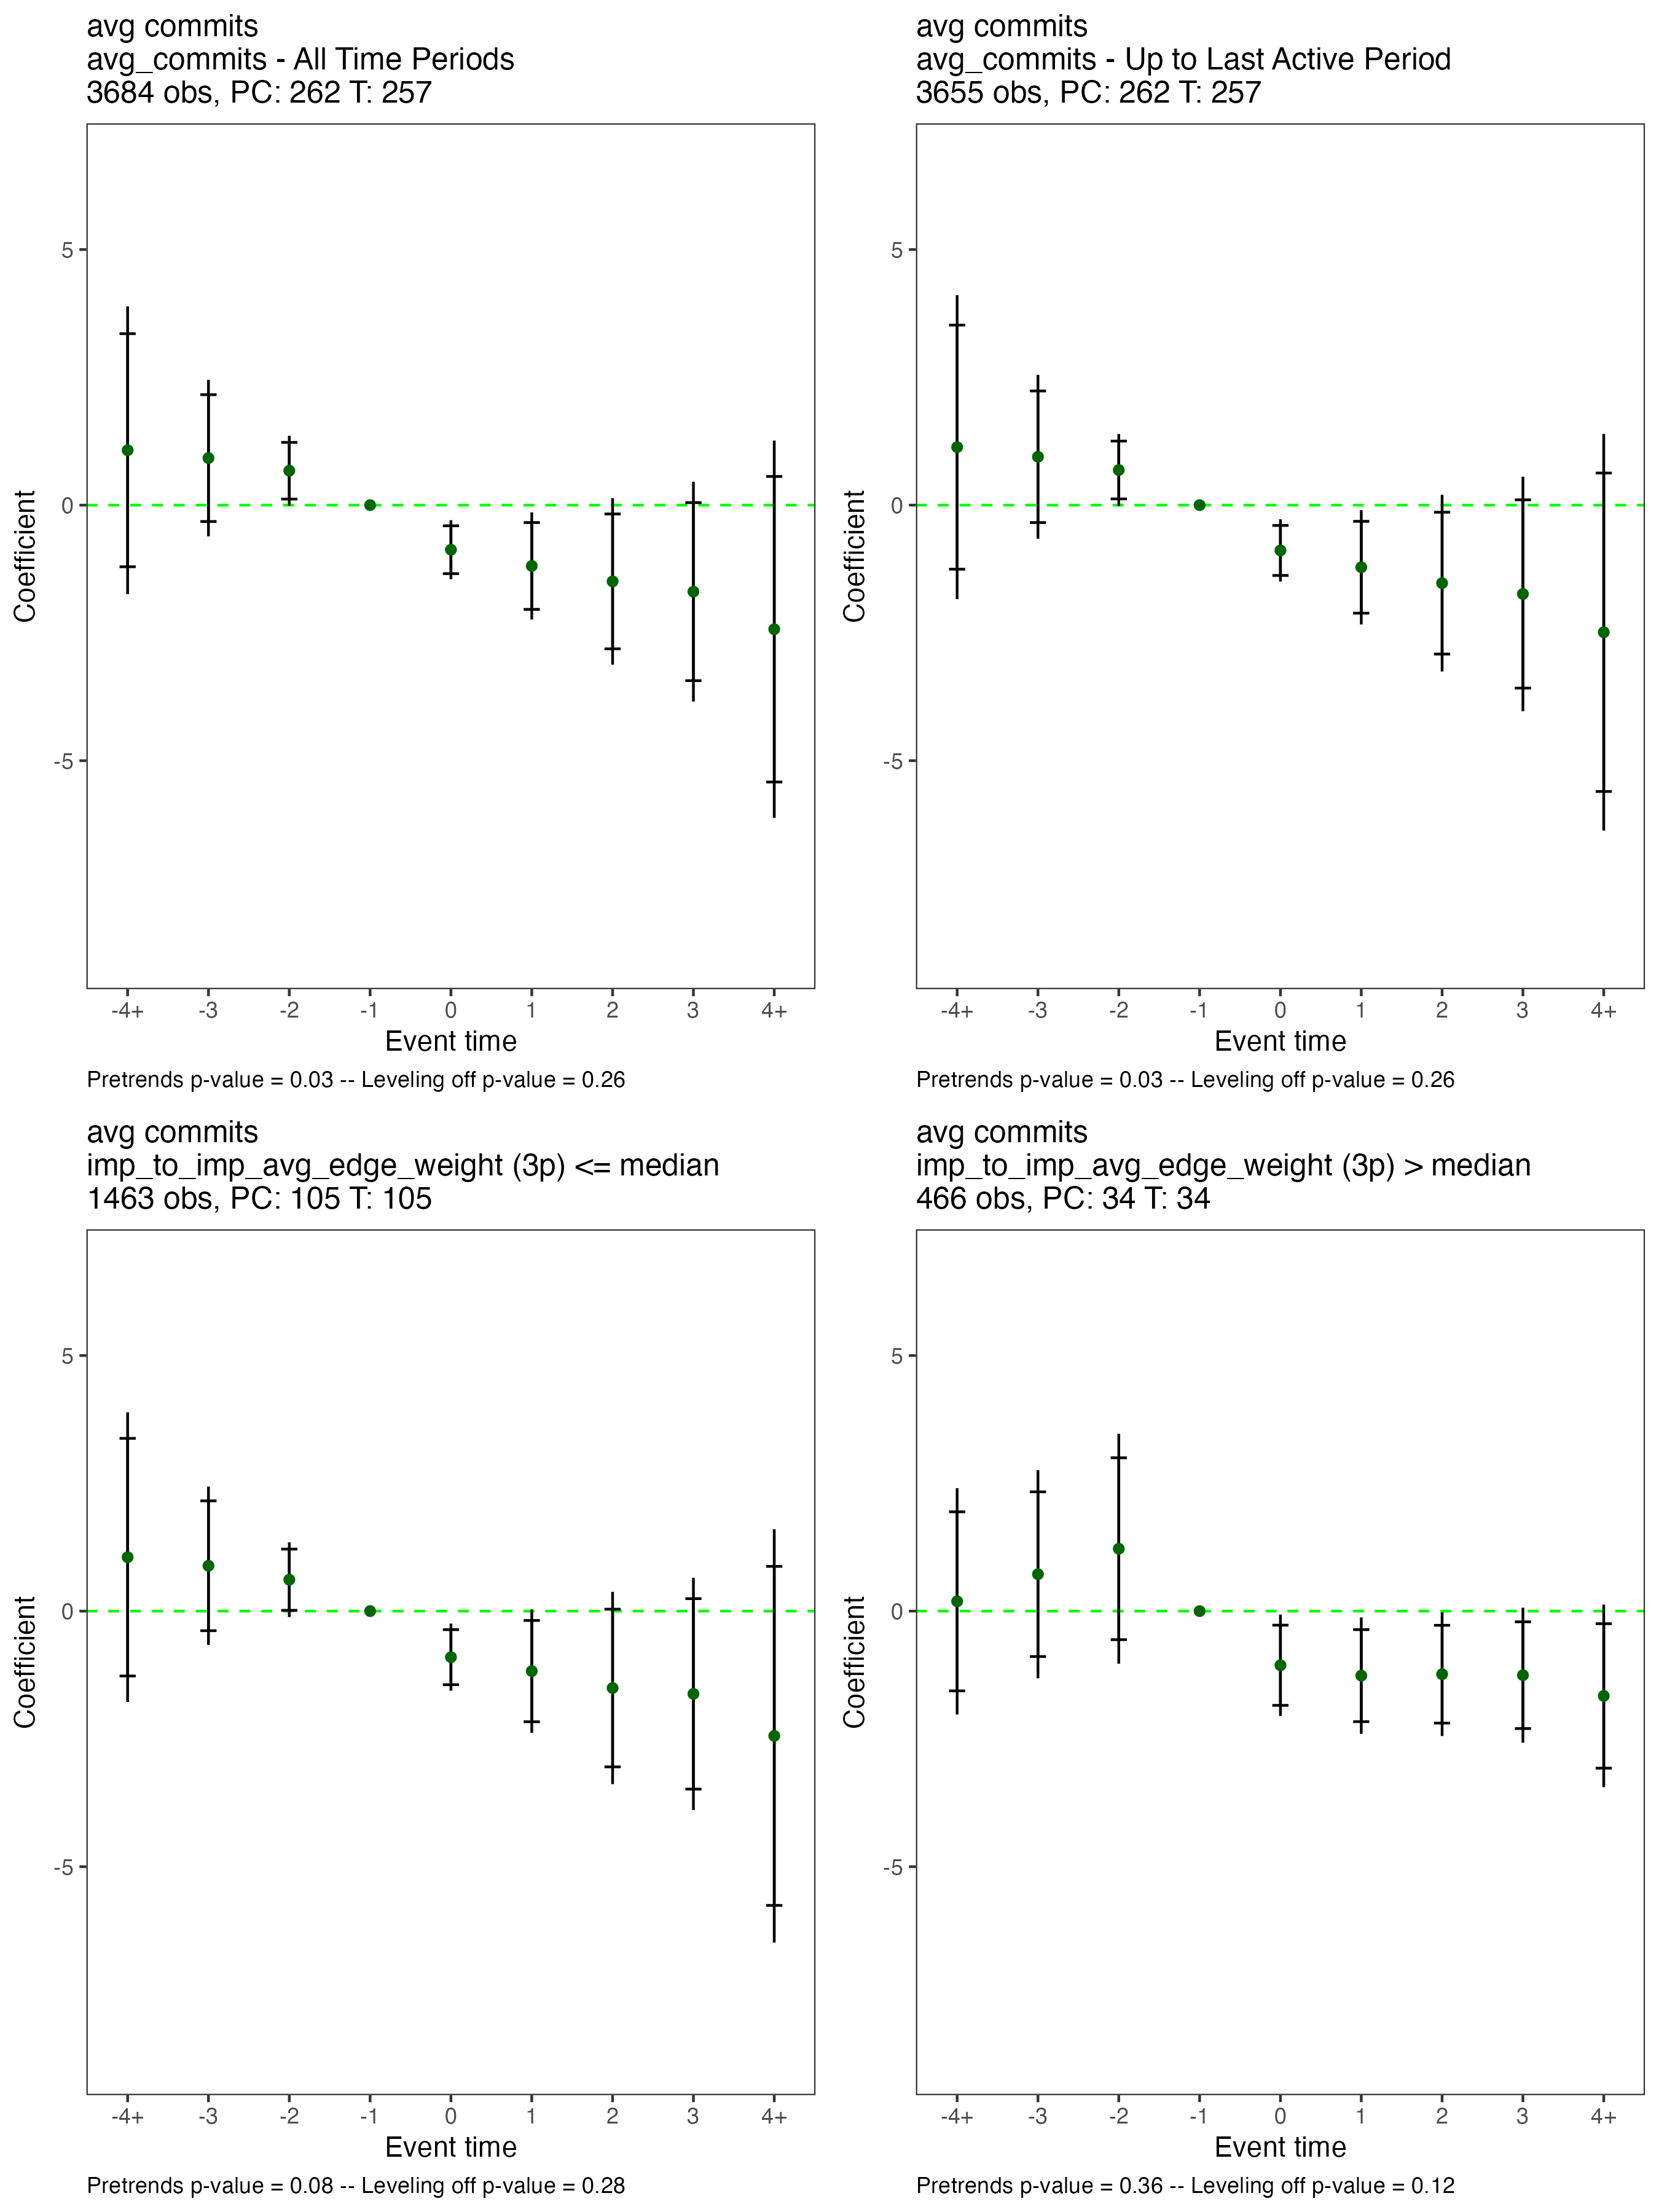 avg commits
avg_commits - All Time Periods
3684 obs, PC: 262 T: 257
5
0
-5
Coefficient
-4+ -3 -2 -1 0 1 2 3 4+
Event time
Pretrends p-value = 0.03 -- Leveling off p-value = 0.26
avg commits
avg_commits - Up to Last Active Period
3655 obs, PC: 262 T: 257
5
0
-5
Coefficient
-4+ -3 -2 -1 0 1 2 3 4+
Event time
Pretrends p-value = 0.03 -- Leveling off p-value = 0.26
avg commits
imp_to_imp_avg_edge_weight (3p) <= median
1463 obs, PC: 105 T: 105
5
0
-5
Coefficient
-4+ -3 -2 -1 0 1 2 3 4+
Event time
Pretrends p-value = 0.08 -- Leveling off p-value = 0.28
avg commits
imp_to_imp_avg_edge_weight (3p) > median
466 obs, PC: 34 T: 34
5
0
-5
Coefficient
-4+ -3 -2 -1 0 1 2 3 4+
Event time
Pretrends p-value = 0.36 -- Leveling off p-value = 0.12